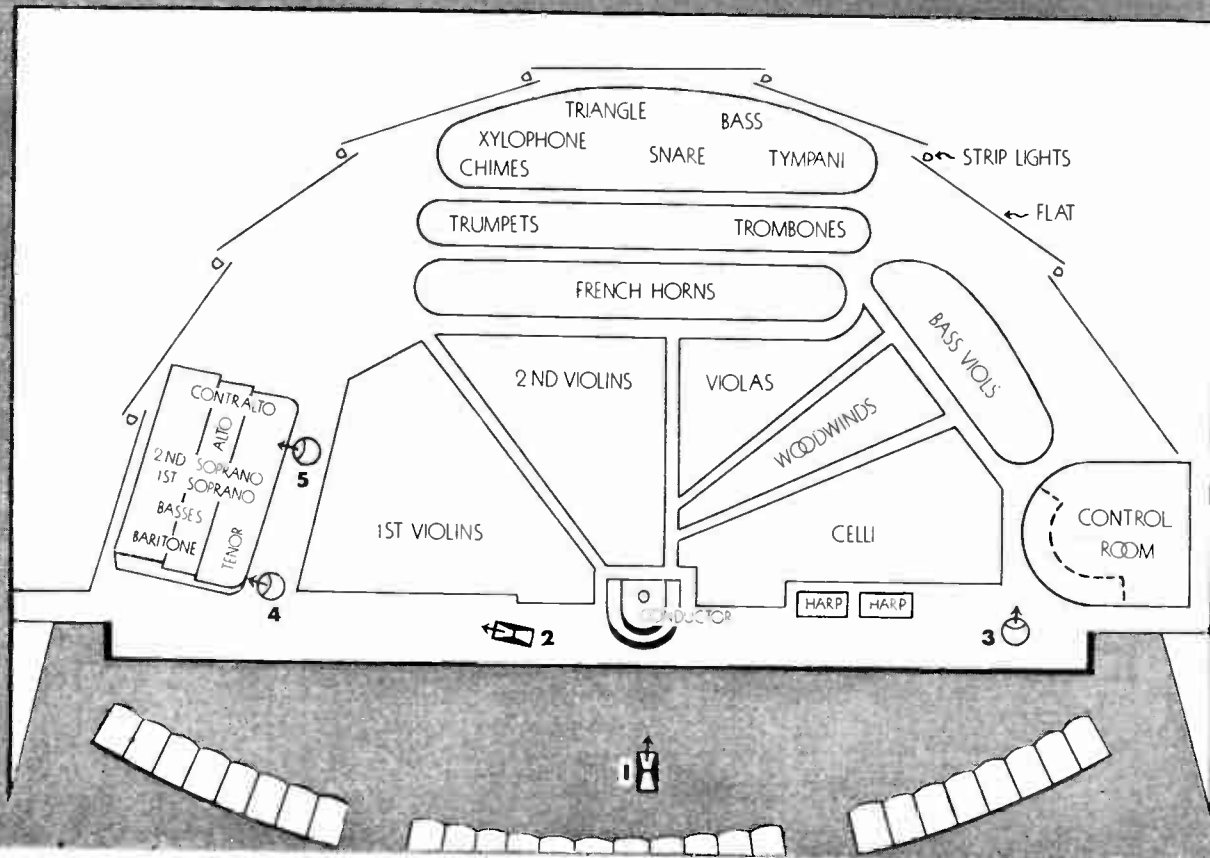 TRIANGLE
BASS
XYLOPHONE
SNARE
TYMPANI
CHIMES
STRIP LIGHTS
FLAT
TRUMPETS
TROMBONES
FRENCH HORNS
BASS VIOLS
2 ND VIOLINS
VIOLAS
WOODWINDS
CONTRALTO
ALTO
2ND SOPRANO
1ST SOPRANO
BASSES
BARITONE
TENOR
5
4
1ST VIOLINS
CELLI
CONTROL
ROOM
HARP
HARP
CONDUCTOR
2
3
1